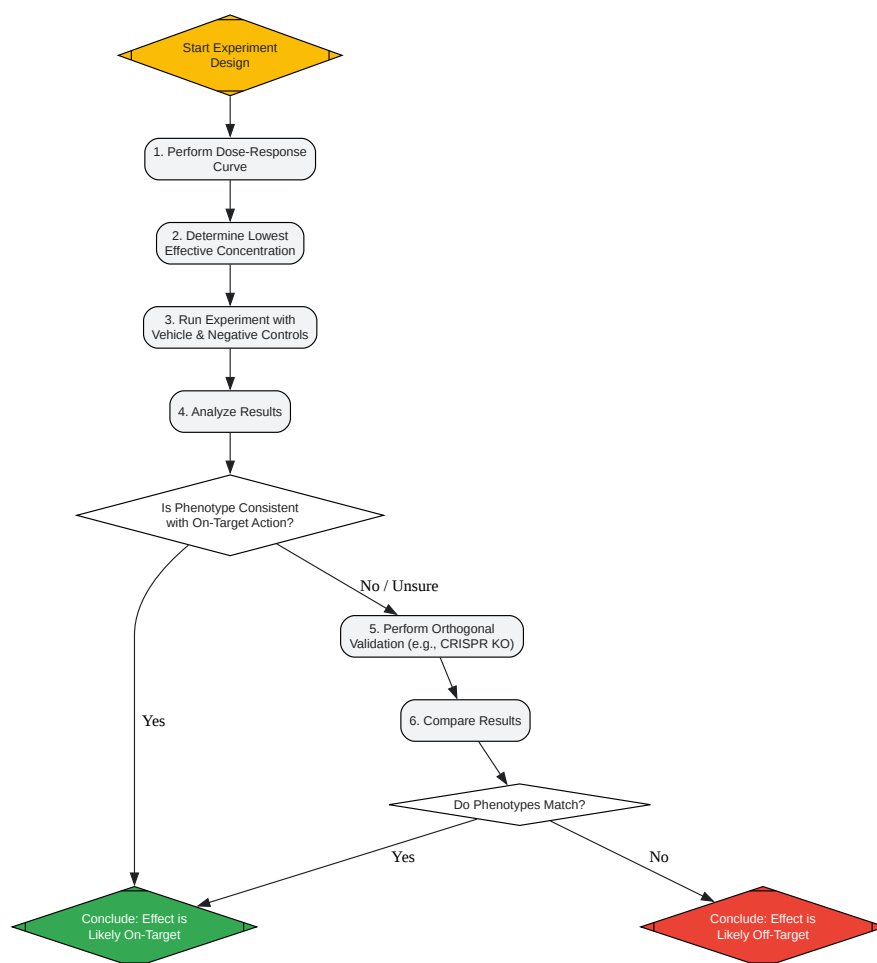 Start Experiment
Design
1. Perform Dose-Response
Curve
2. Determine Lowest
Effective Concentration
3. Run Experiment with
Vehicle & Negative Controls
4. Analyze Results
Is Phenotype Consistent
with On-Target Action?
No / Unsure
5. Perform Orthogonal
Validation (e.g., CRISPR KO)
Yes
6. Compare Results
Do Phenotypes Match?
Yes
No
Conclude: Effect is
Likely On-Target
Conclude: Effect is
Likely Off-Target